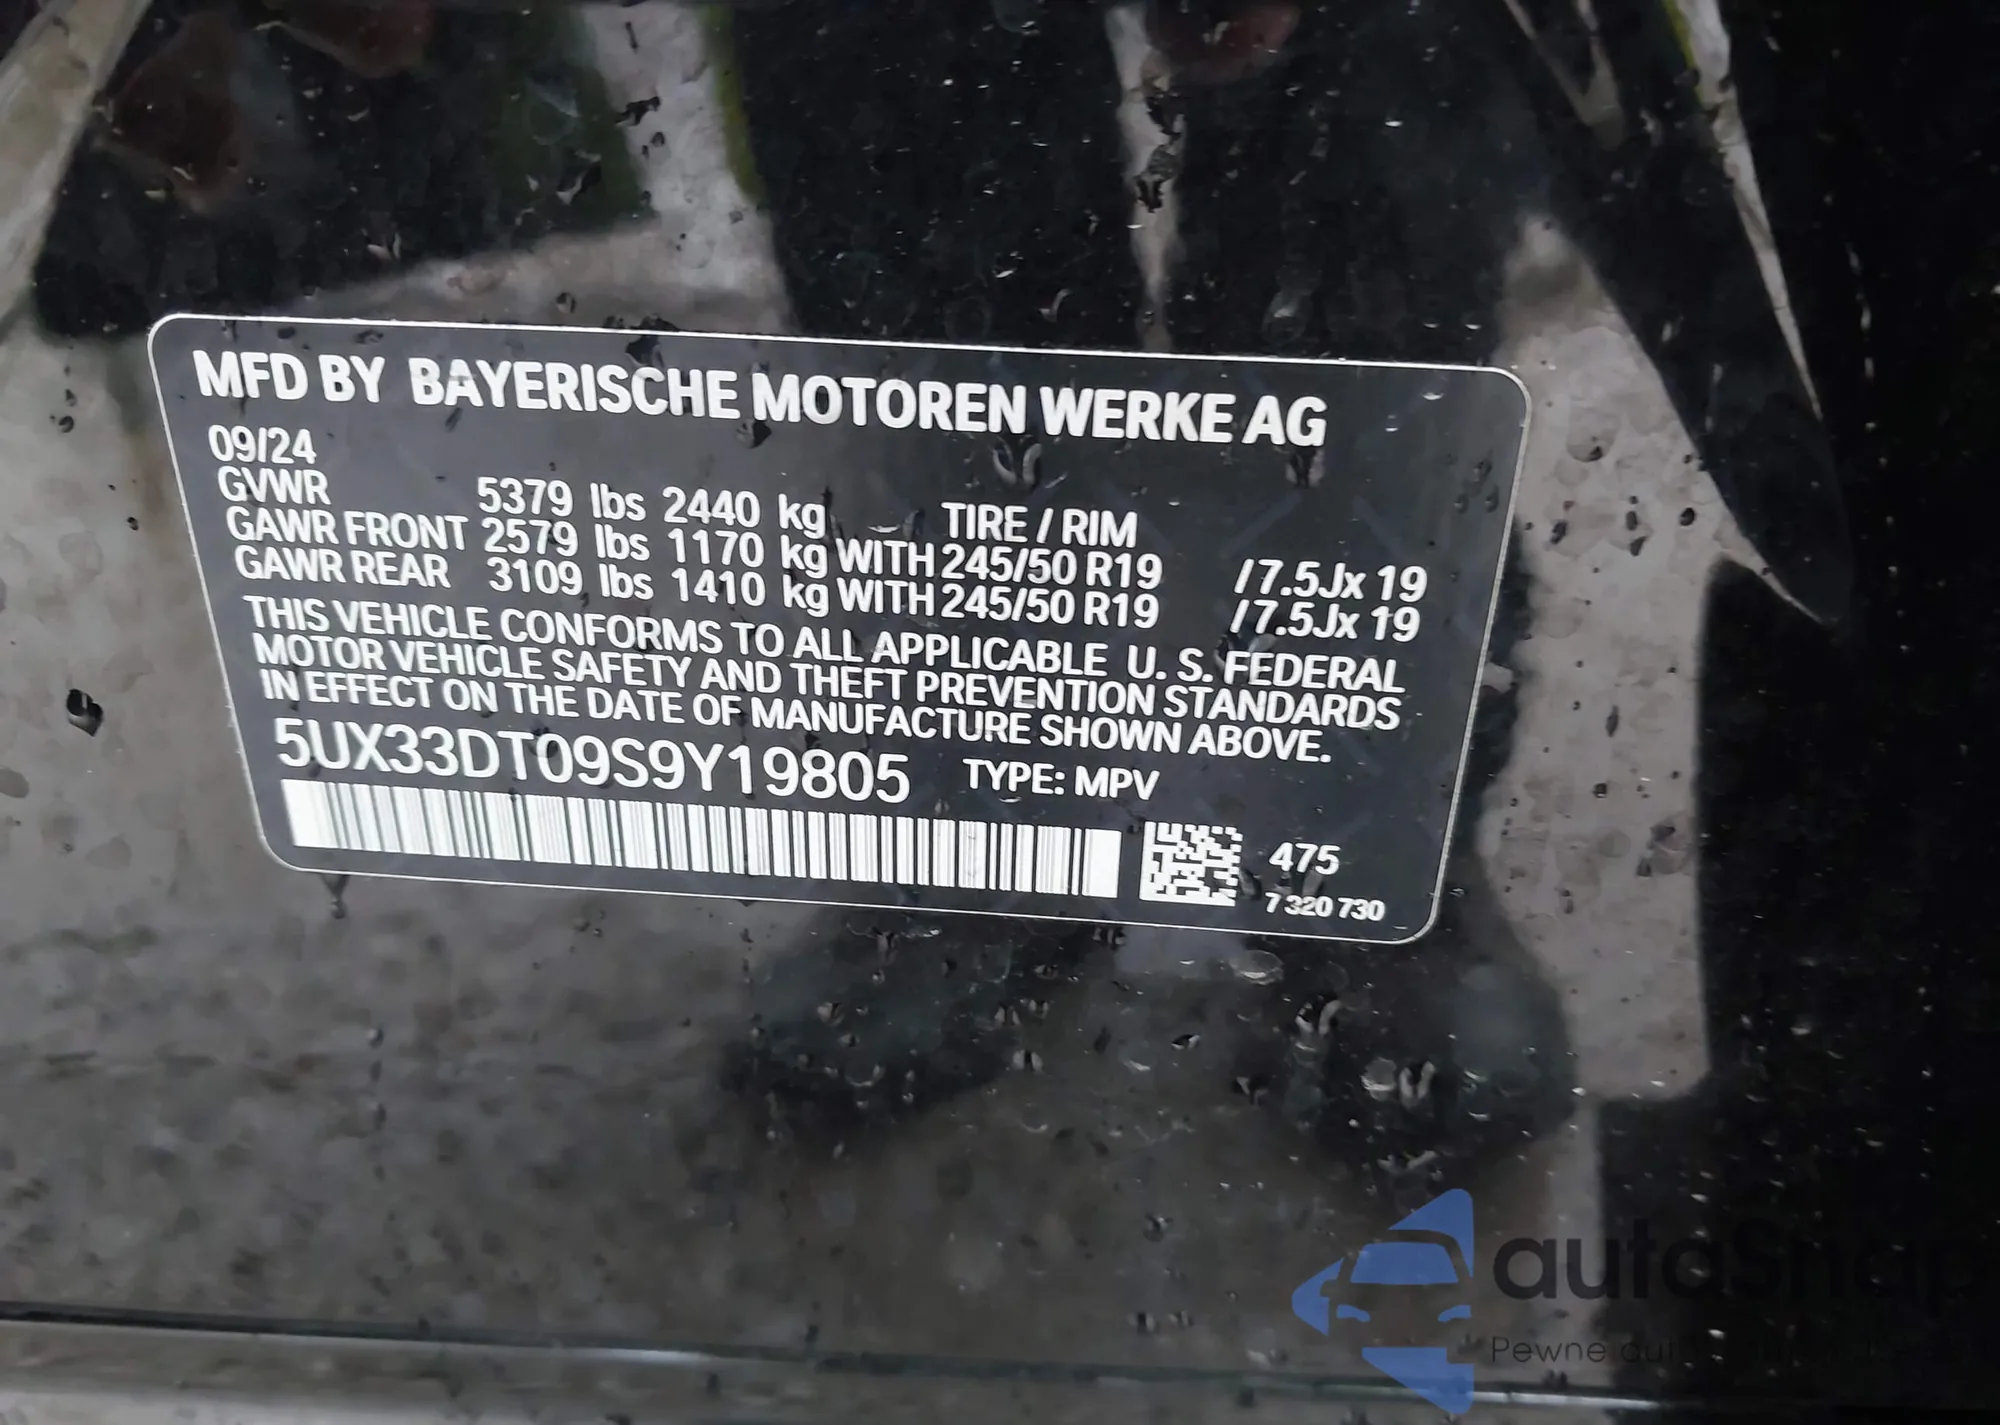 MFD BY BAYERISCHE MOTOREN WERKE AG
09/24
GVWR 5379 lbs 2440 kg TIRE / RIM
GAWR FRONT 2579 lbs 1170 kg WITH 245/50 R19 /7.5Jx 19
GAWR REAR 3109 lbs 1410 kg WITH 245/50 R19 /7.5Jx 19
THIS VEHICLE CONFORMS TO ALL APPLICABLE U. S. FEDERAL
MOTOR VEHICLE SAFETY AND THEFT PREVENTION STANDARDS
IN EFFECT ON THE DATE OF MANUFACTURE SHOWN ABOVE.
5UX33DT09S9Y19805 TYPE: MPV
475
7 320 730
autoSnap
Pewne